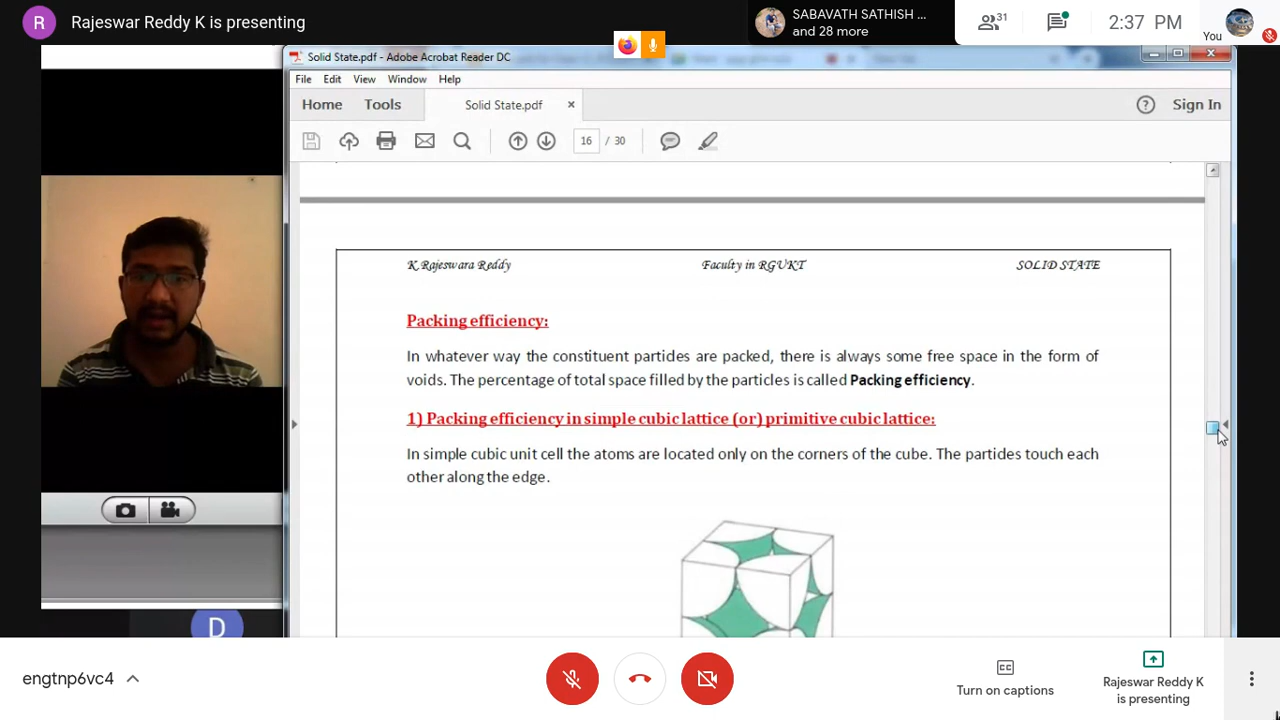 R Rajeswar Reddy K is presenting
SABAVATH SATHISH ...
and 28 more
31
2:37 PM
You
Solid State.pdf - Adobe Acrobat Reader DC
File Edit View Window Help
Home Tools Solid State.pdf × ? Sign In
16 / 30
K Rajeswara Reddy Faculty in RGUKT SOLID STATE
Packing efficiency:
In whatever way the constituent particles are packed, there is always some free space in the form of
voids. The percentage of total space filled by the particles is called Packing efficiency.
1) Packing efficiency in simple cubic lattice (or) primitive cubic lattice:
In simple cubic unit cell the atoms are located only on the corners of the cube. The particles touch each
other along the edge.
D
engtnp6vc4
CC
Turn on captions
Rajeswar Reddy K
is presenting